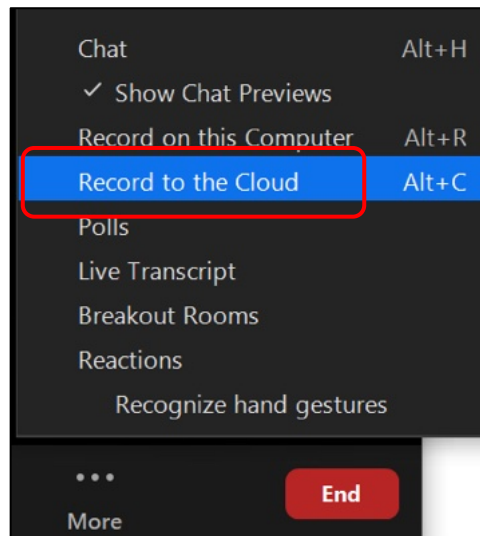 Chat Alt+H
✓ Show Chat Previews
Record on this Computer Alt+R
Record to the Cloud Alt+C
Polls
Live Transcript
Breakout Rooms
Reactions
Recognize hand gestures
End
More